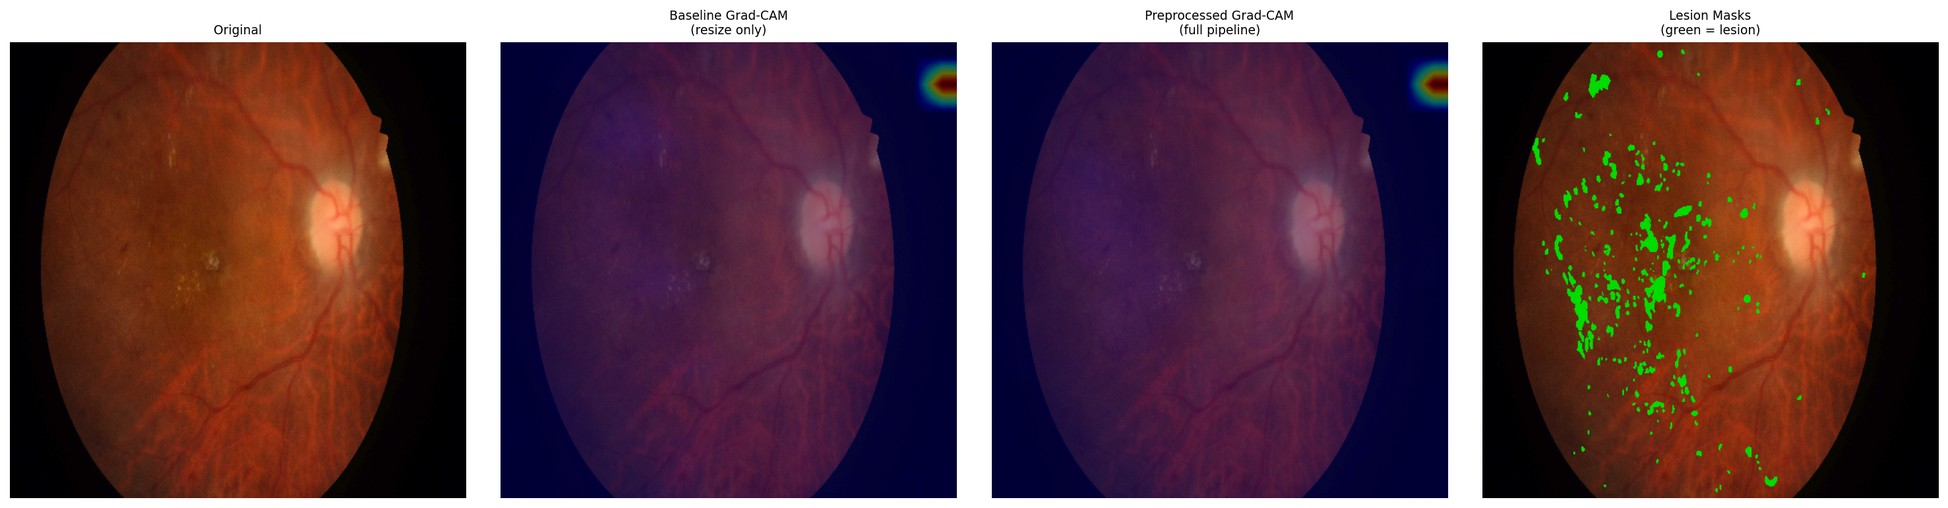 Original
Baseline Grad-CAM
(resize only)
Preprocessed Grad-CAM
(full pipeline)
Lesion Masks
(green = lesion)